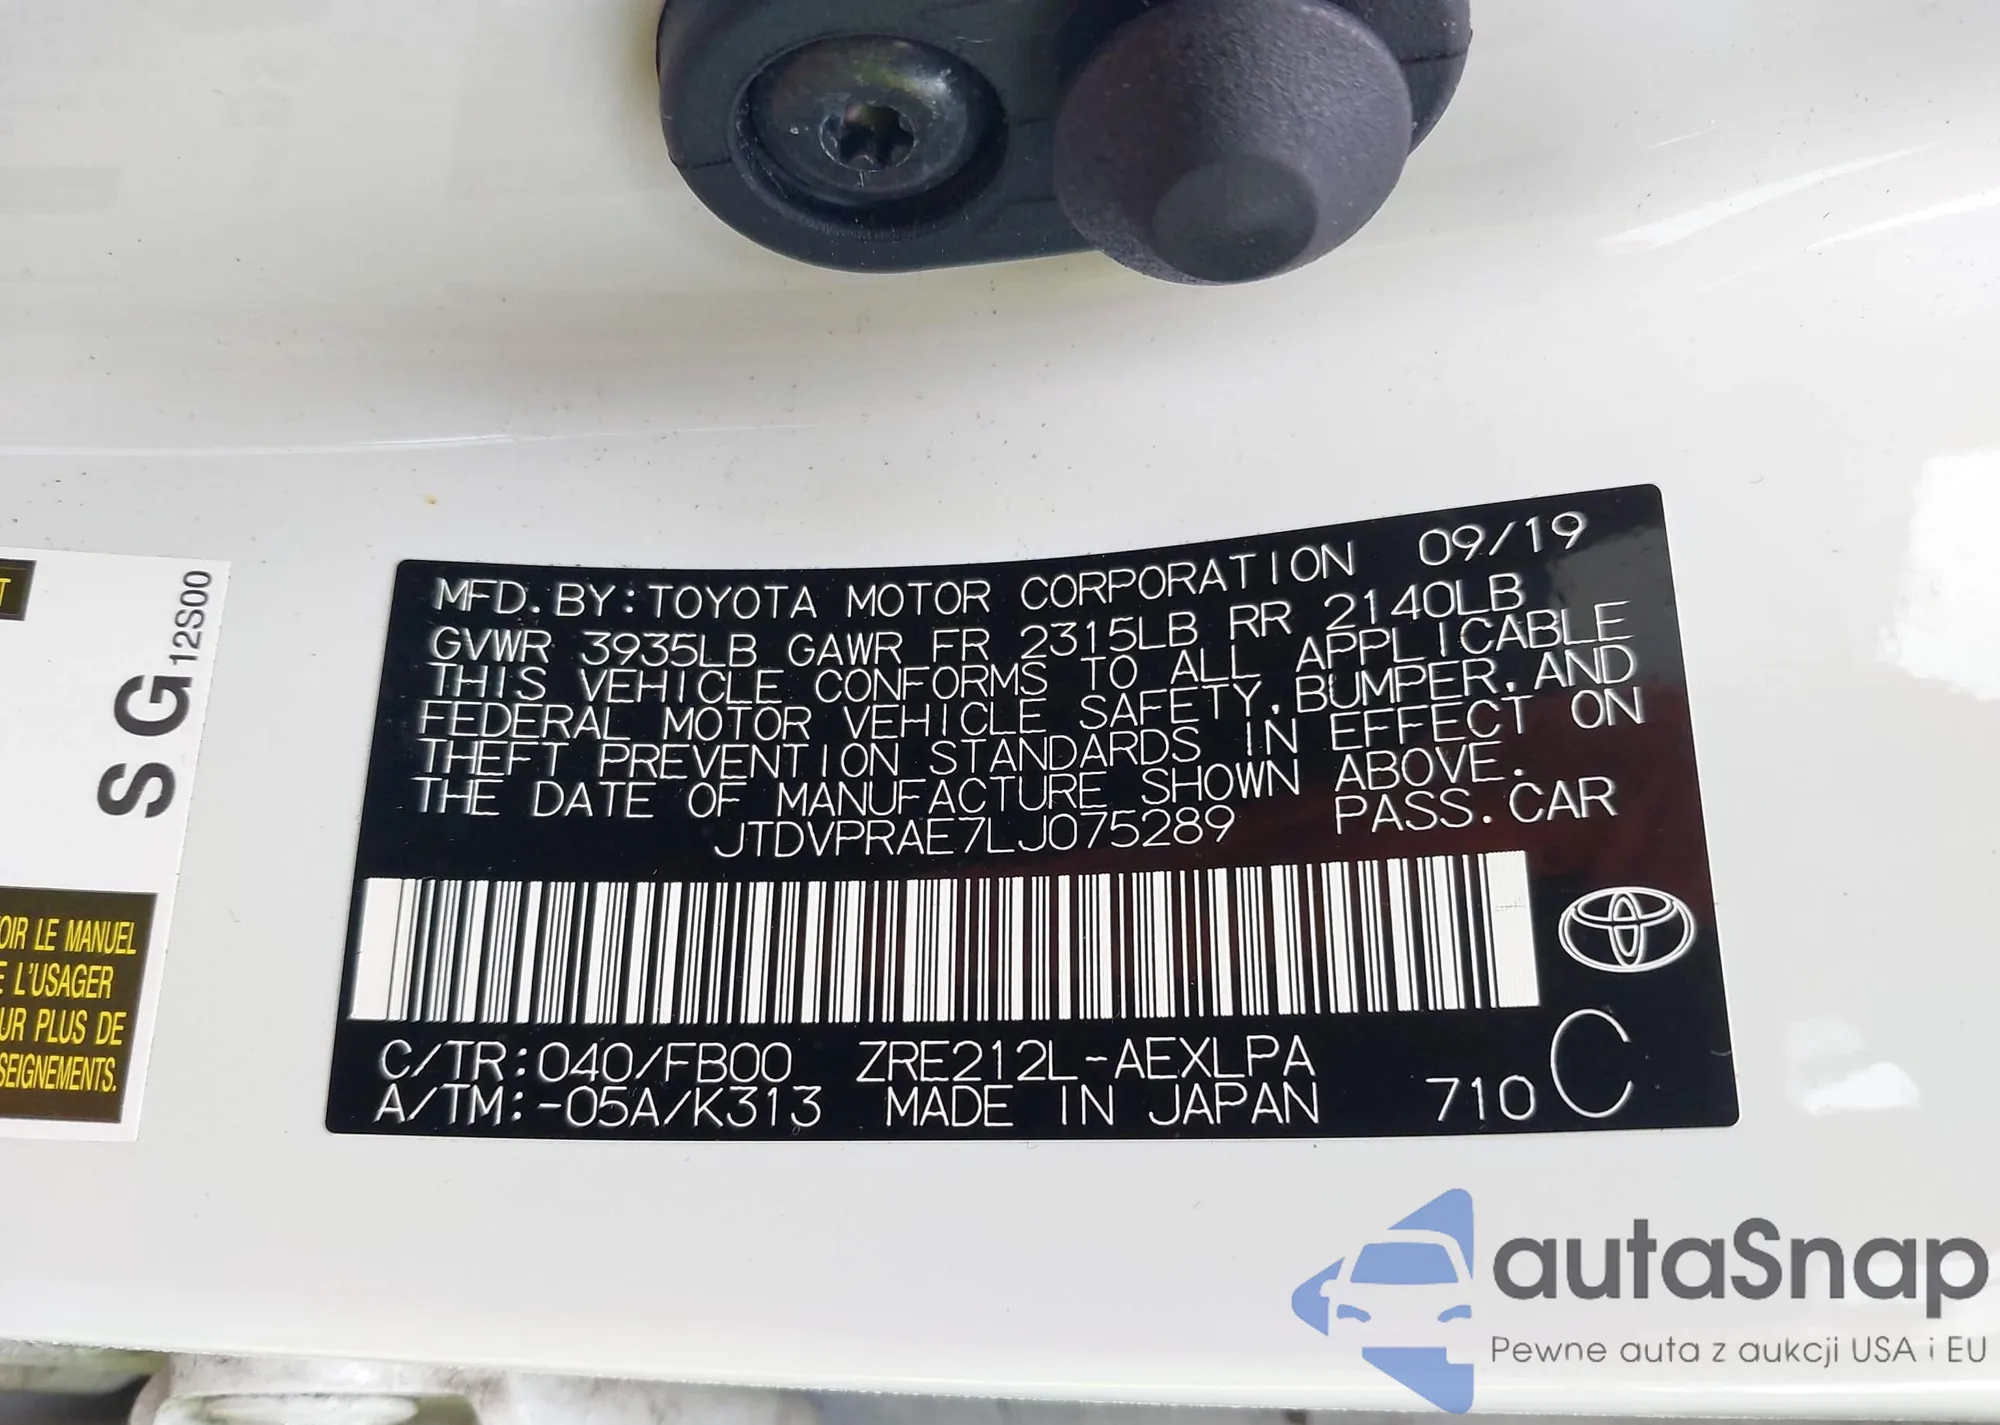 MFD. BY: TOYOTA MOTOR CORPORATION 09/19
GVWR 3935LB GAWR FR 2315LB RR 2140LB
THIS VEHICLE CONFORMS TO ALL APPLICABLE
FEDERAL MOTOR VEHICLE SAFETY, BUMPER, AND
THEFT PREVENTION STANDARDS IN EFFECT ON
THE DATE OF MANUFACTURE SHOWN ABOVE.
JTDVPRAE7LJ075289 PASS. CAR
C/TR: 040/FB00 ZRE212L-AEXLPA
A/TM: -05A/K313 MADE IN JAPAN 710 C
S G 12S00
LE MANUEL
L'USAGER
PLUS DE
autaSnap
Pewne auta z aukcji USA i EU